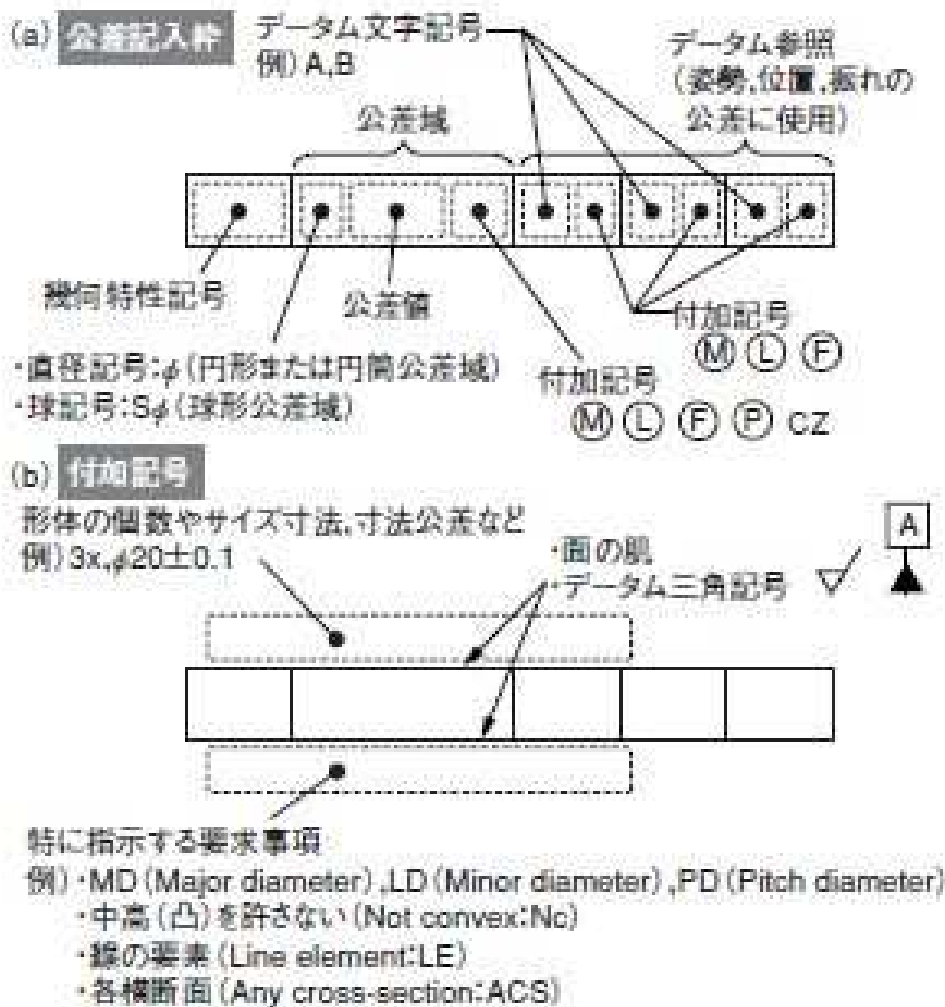 (a) 公差記入枠
データム文字記号
例) A,B
データム参照
(姿勢,位置,振れの
公差に使用)
公差域
幾何特性記号
公差値
付加記号
Ⓜ Ⓛ Ⓕ
・直径記号:φ(円形または円筒公差域)
・球記号:Sφ(球形公差域)
付加記号
Ⓜ Ⓛ Ⓕ Ⓟ CZ
(b) 付加記号
形体の個数やサイズ寸法,寸法公差など
例) 3x,φ20±0.1
・面の肌
・データム三角記号
A
特に指示する要求事項
例)・MD(Major diameter),LD(Minor diameter),PD(Pitch diameter)
・中高(凸)を許さない(Not convex:Nc)
・線の要素(Line element:LE)
・各横断面(Any cross-section:ACS)